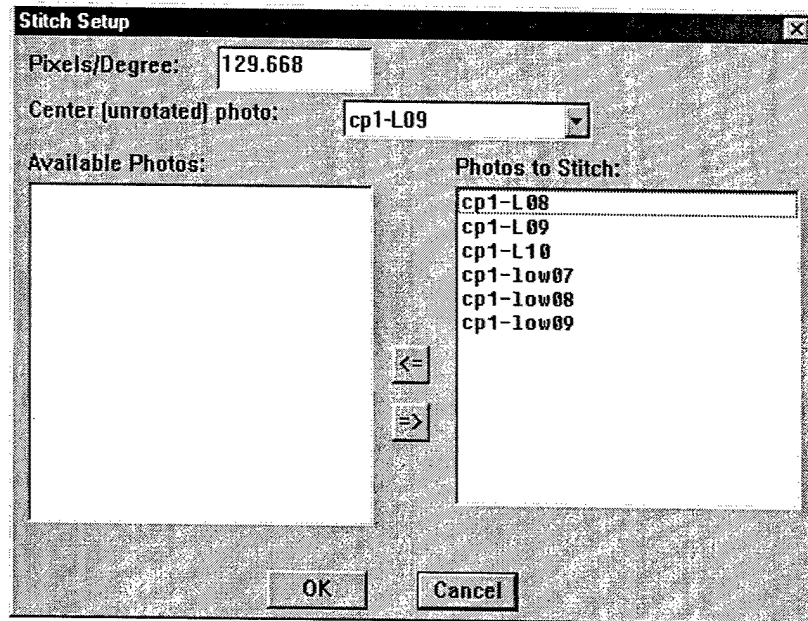 Stitch Setup
Pixels/Degree: 129.668
Center (unrotated) photo: cp1-L09
Available Photos:
Photos to Stitch:
cp1-L08
cp1-L09
cp1-L10
cp1-low07
cp1-low08
cp1-low09
<=
=>
OK Cancel